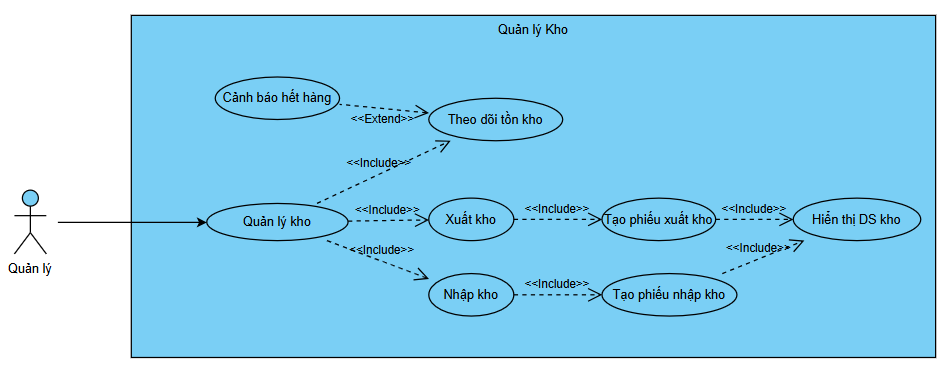 Quản lý Kho
Cảnh báo hết hàng
<<Extend>>
Theo dõi tồn kho
<<Include>>
Quản lý kho
<<Include>>
Xuất kho
<<Include>>
Tạo phiếu xuất kho
<<Include>>
Hiển thị DS kho
<<Include>>
<<Include>>
Nhập kho
<<Include>>
Tạo phiếu nhập kho
Quản lý